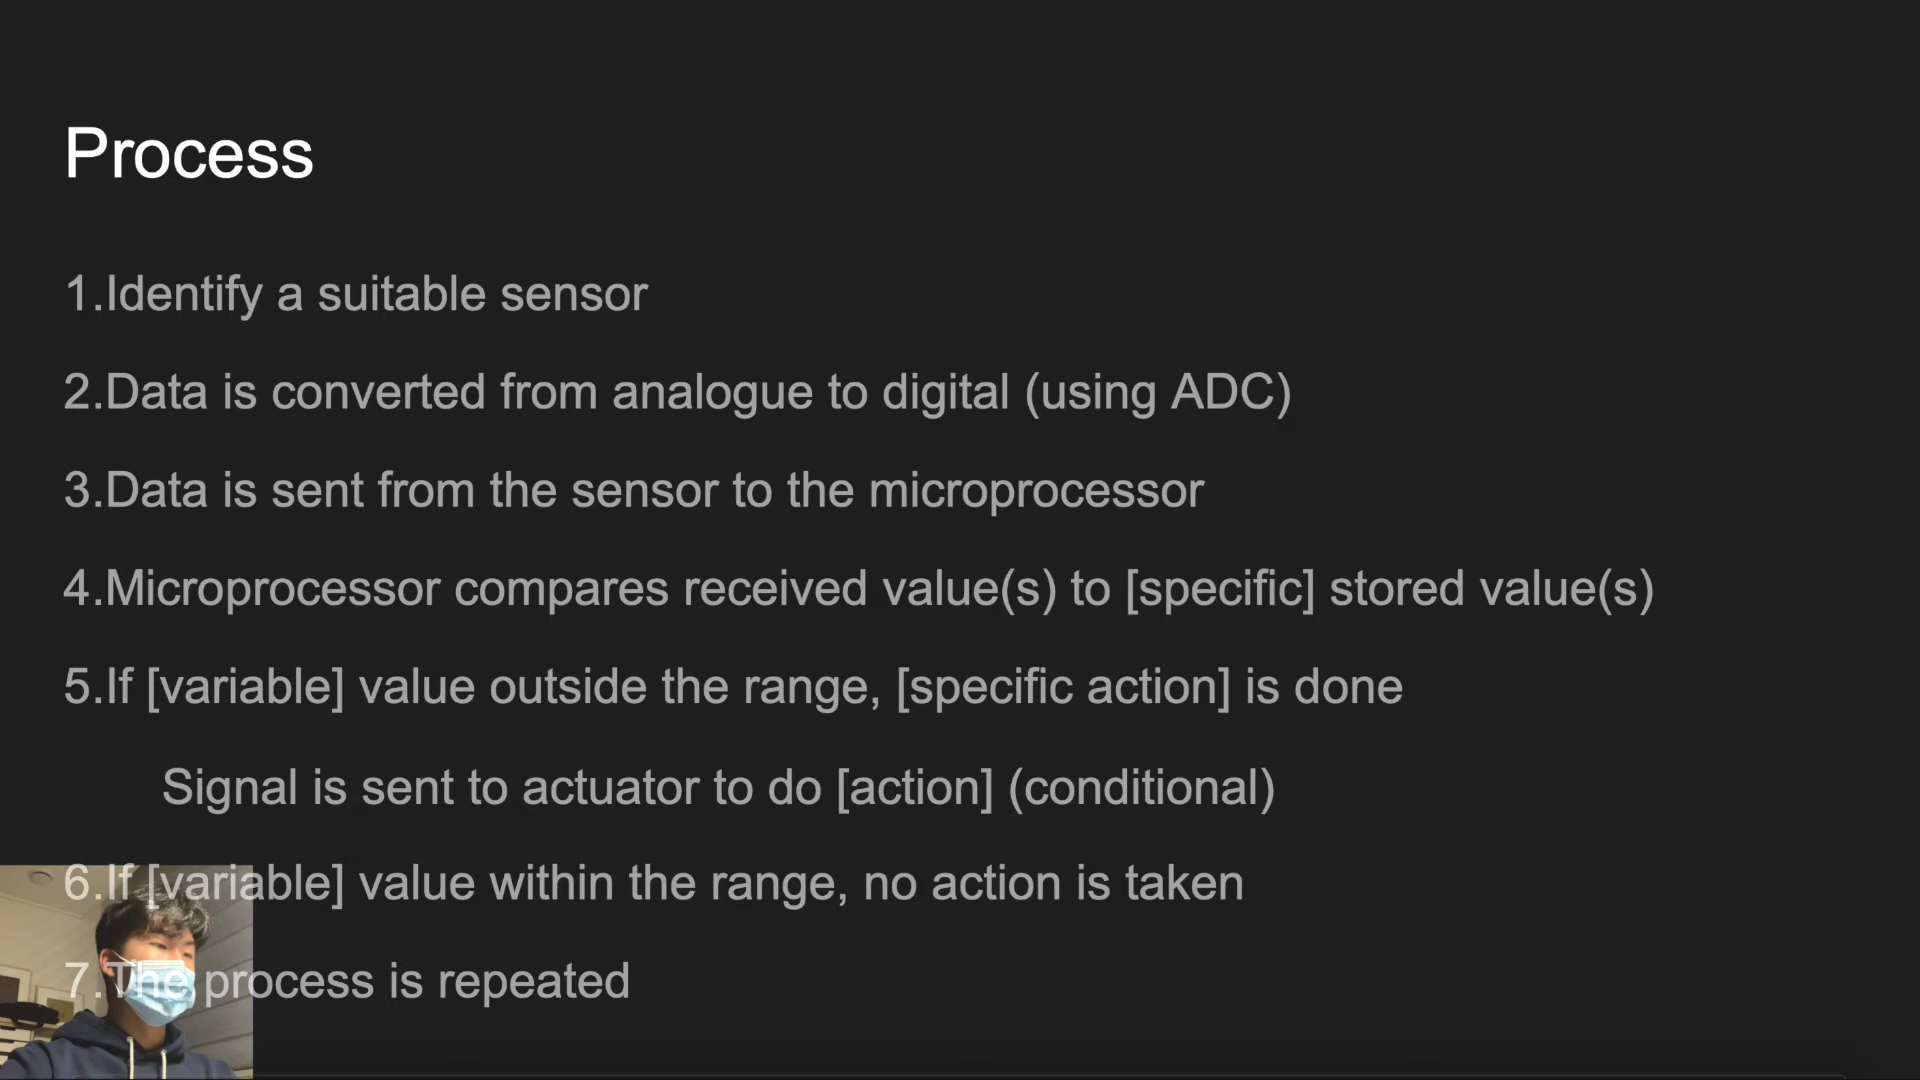 Process
1.Identify a suitable sensor
2.Data is converted from analogue to digital (using ADC)
3.Data is sent from the sensor to the microprocessor
4.Microprocessor compares received value(s) to [specific] stored value(s)
5.If [variable] value outside the range, [specific action] is done
Signal is sent to actuator to do [action] (conditional)
6.If [variable] value within the range, no action is taken
7.The process is repeated